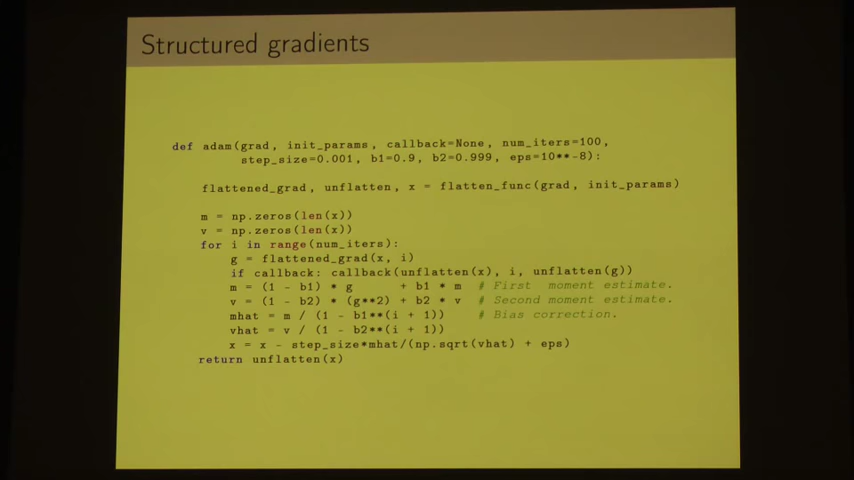 Structured gradients
def adam(grad, init_params, callback=None, num_iters=100,
step_size=0.001, b1=0.9, b2=0.999, eps=10**-8):
flattened_grad, unflatten, x = flatten_func(grad, init_params)
m = np.zeros(len(x))
v = np.zeros(len(x))
for i in range(num_iters):
g = flattened_grad(x, i)
if callback: callback(unflatten(x), i, unflatten(g))
m = (1 - b1) * g + b1 * m # First moment estimate.
v = (1 - b2) * (g**2) + b2 * v # Second moment estimate.
mhat = m / (1 - b1**(i + 1)) # Bias correction.
vhat = v / (1 - b2**(i + 1))
x = x - step_size*mhat/(np.sqrt(vhat) + eps)
return unflatten(x)